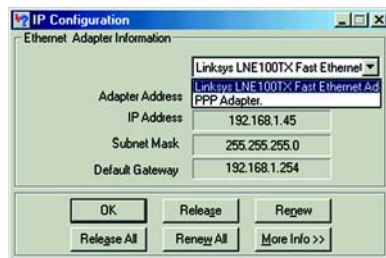 IP Configuration
Ethernet Adapter Information
Linksys LNE100TX Fast Ethernet
Linksys LNE100TX Fast Ethernet Ad
PPP Adapter.
Adapter Address
IP Address 192.168.1.45
Subnet Mask 255.255.255.0
Default Gateway 192.168.1.254
OK Release Renew
Release All Renew All More Info >>